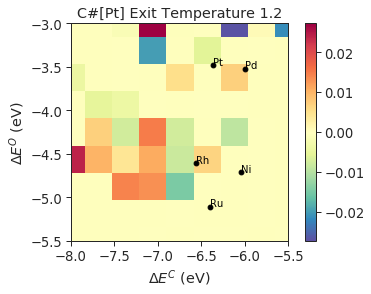 C#[Pt] Exit Temperature 1.2
−3.0
−3.5
−4.0
−4.5
−5.0
−5.5
ΔE^O (eV)
Pt
Pd
Rh
Ni
Ru
−8.0 −7.5 −7.0 −6.5 −6.0 −5.5
ΔE^C (eV)
0.02
0.01
0.00
−0.01
−0.02